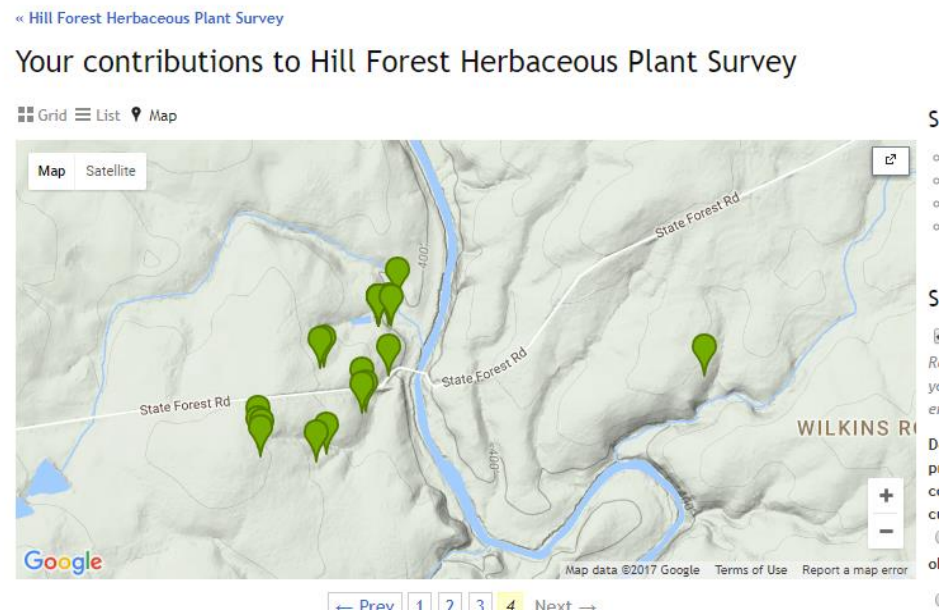 « Hill Forest Herbaceous Plant Survey
Your contributions to Hill Forest Herbaceous Plant Survey
Grid List Map
Map Satellite
State Forest Rd
400'
State Forest Rd
State Forest Rd
WILKINS
400'
Google
Map data ©2017 Google Terms of Use Report a map error
← Prev 1 2 3 4 Next →